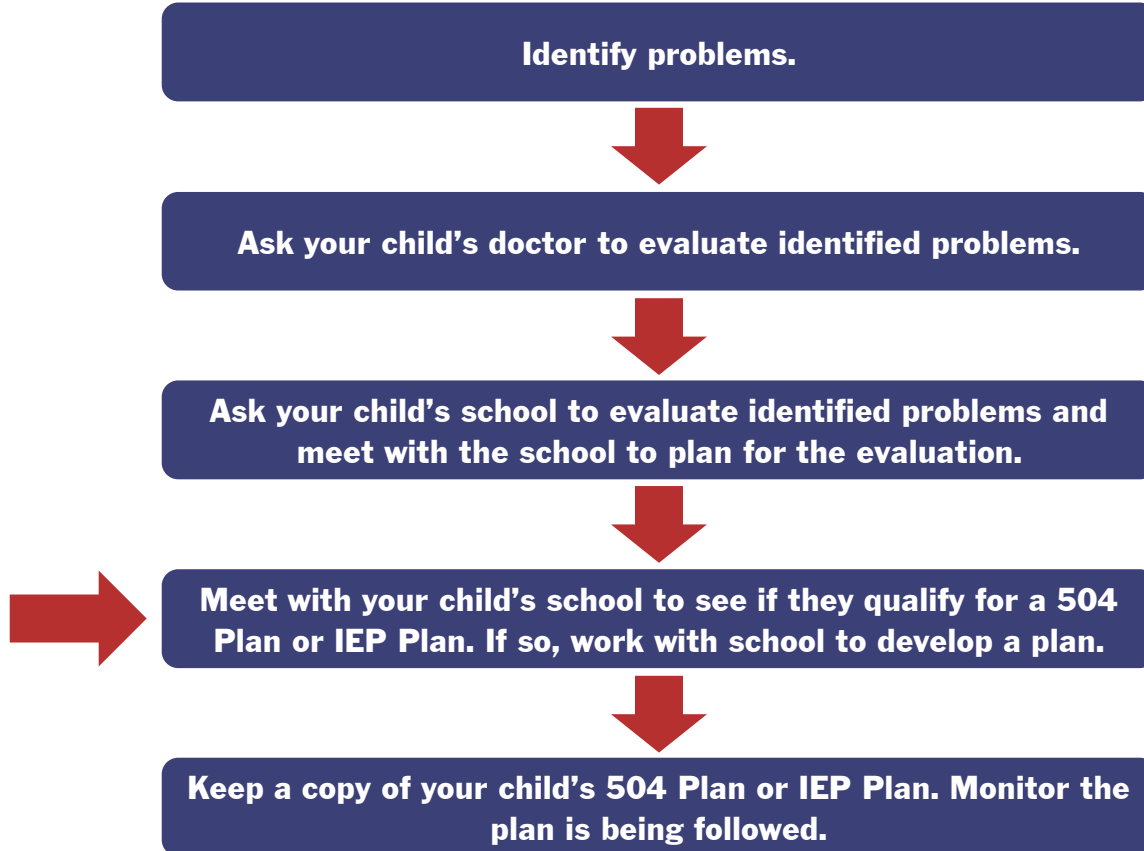 Identify problems.
Ask your child’s doctor to evaluate identified problems.
Ask your child’s school to evaluate identified problems and
meet with the school to plan for the evaluation.
Meet with your child’s school to see if they qualify for a 504
Plan or IEP Plan. If so, work with school to develop a plan.
Keep a copy of your child’s 504 Plan or IEP Plan. Monitor the
plan is being followed.